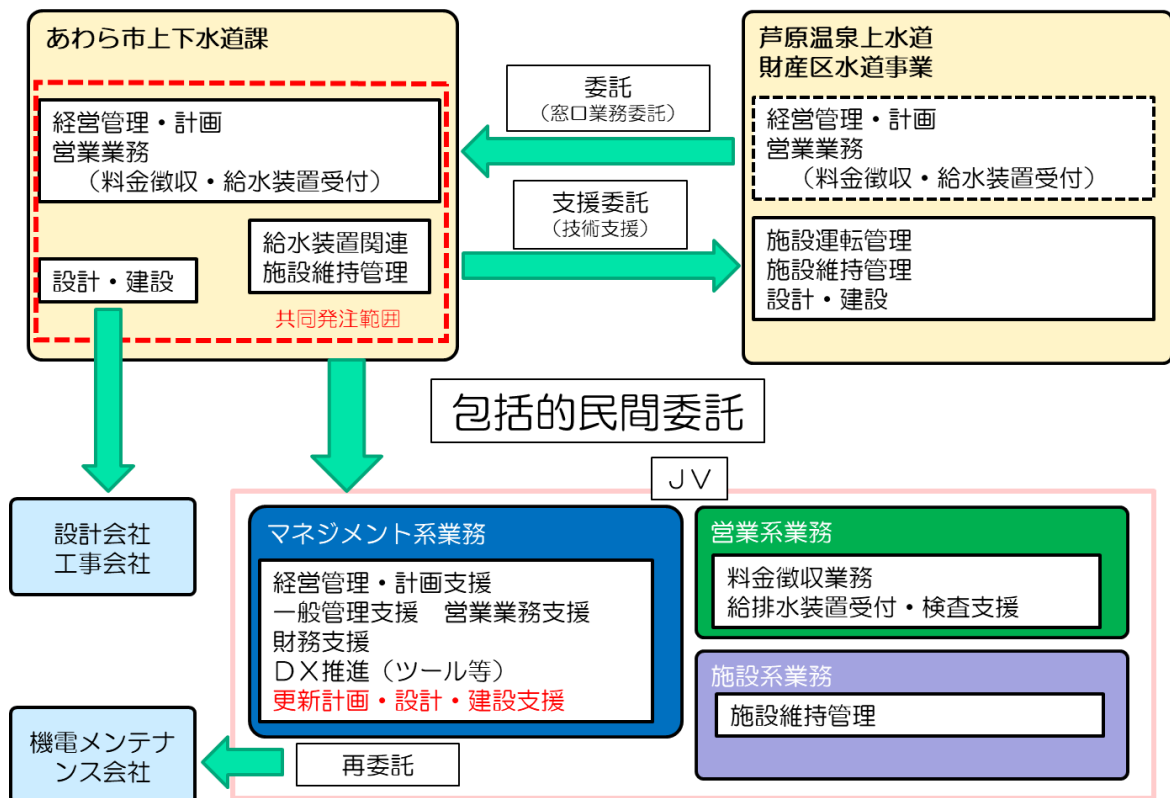 あわら市上下水道課
経営管理・計画
営業業務
（料金徴収・給水装置受付）
給水装置関連
施設維持管理
設計・建設
共同発注範囲
委託
（窓口業務委託）
支援委託
（技術支援）
芦原温泉上水道
財産区水道事業
経営管理・計画
営業業務
（料金徴収・給水装置受付）
施設運転管理
施設維持管理
設計・建設
包括的民間委託
ＪＶ
設計会社
工事会社
マネジメント系業務
経営管理・計画支援
一般管理支援　営業業務支援
財務支援
ＤＸ推進（ツール等）
更新計画・設計・建設支援
営業系業務
料金徴収業務
給排水装置受付・検査支援
施設系業務
施設維持管理
再委託
機電メンテナ
ンス会社